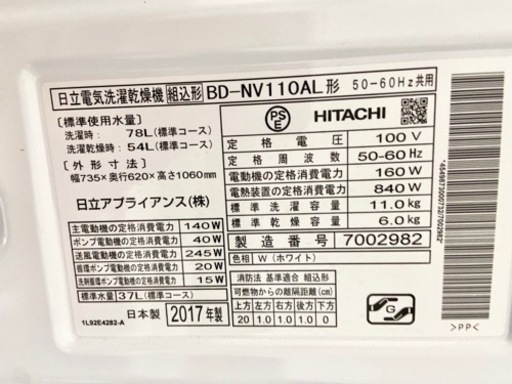 日立電気洗濯乾燥機 組込形 BD-NV110AL形 50-60Hz共用
[標準使用水量]
洗濯時 78L(標準コース)
洗濯乾燥時 54L(標準コース)
[外形寸法]
幅735×奥行620×高さ1060mm
日立アプライアンス(株)
主電動機の定格消費電力 140W
ポンプ電動機の定格消費電力 40W
送風電動機の定格消費電力 245W
循環ポンプ電動機の定格消費電力 20W
洗剤循環ポンプの定格消費電力 15W
標準水量 37L(標準コース)
日本製 2017年製
1L92E4282-A
PSE HITACHI
定格電圧 100V
定格周波数 50-60Hz
電動機の定格消費電力 160W
電熱装置の定格消費電力 840W
標準洗濯容量 11.0kg
標準乾燥容量 6.0kg
製造番号 7002982
色相 W(ホワイト)
消防法 基準適合 組込形
可燃物からの離隔距離(cm)
上方 左方 右方 前方 後方 下方
20 1.0 1.0 0 1.0 0
G
>PP<